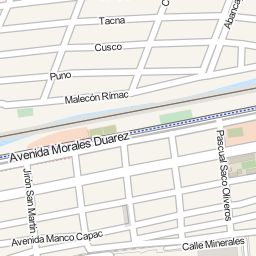 Tacna
Abanca
Cusco
Puno
Malecón Rímac
Avenida Morales Duarez
Jirón San Martín
Pascual Saco Oliveros
Avenida Manco Capac
Calle Minerales